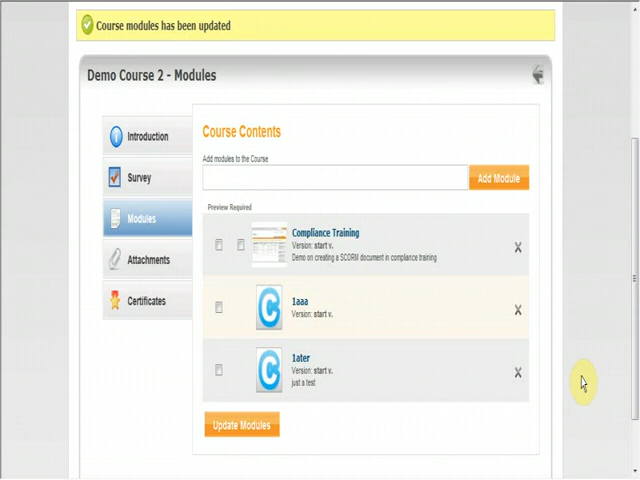 Course modules has been updated
Demo Course 2 - Modules
Introduction
Survey
Modules
Attachments
Certificates
Course Contents
Add modules to the Course
Add Module
Preview Required
Compliance Training
Version: start v.
Demo on creating a SCORM document in compliance training
1aaa
Version: start v.
1ater
Version: start v.
just a test
Update Modules